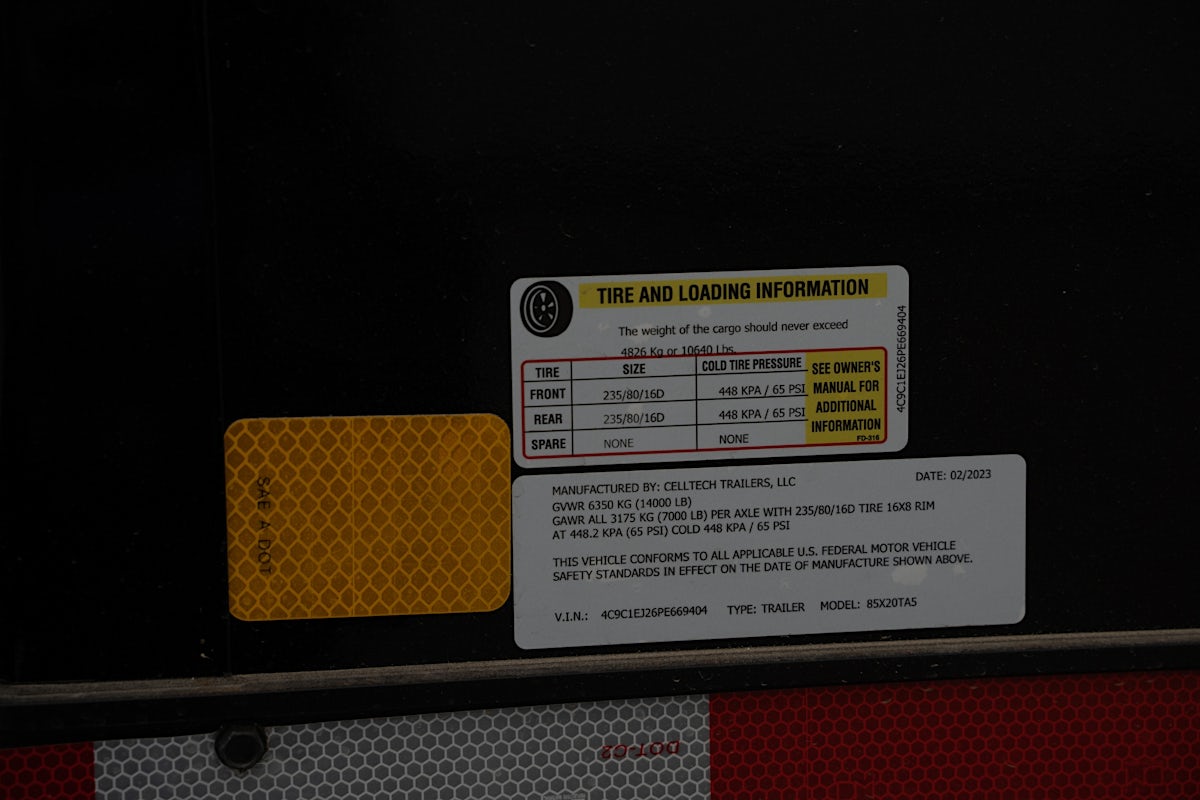 TIRE AND LOADING INFORMATION
The weight of the cargo should never exceed
4826 Kg or 10640 Lbs.
TIRE SIZE COLD TIRE PRESSURE
FRONT 235/80/16D 448 KPA / 65 PSI
REAR 235/80/16D 448 KPA / 65 PSI
SPARE NONE NONE
SEE OWNER'S
MANUAL FOR
ADDITIONAL
INFORMATION
FD-316
4C9C1EJ26PE669404
SAE A DOT
MANUFACTURED BY: CELLTECH TRAILERS, LLC DATE: 02/2023
GVWR 6350 KG (14000 LB)
GAWR ALL 3175 KG (7000 LB) PER AXLE WITH 235/80/16D TIRE 16X8 RIM
AT 448.2 KPA (65 PSI) COLD 448 KPA / 65 PSI
THIS VEHICLE CONFORMS TO ALL APPLICABLE U.S. FEDERAL MOTOR VEHICLE
SAFETY STANDARDS IN EFFECT ON THE DATE OF MANUFACTURE SHOWN ABOVE.
V.I.N.: 4C9C1EJ26PE669404 TYPE: TRAILER MODEL: 85X20TA5
DOT-C2